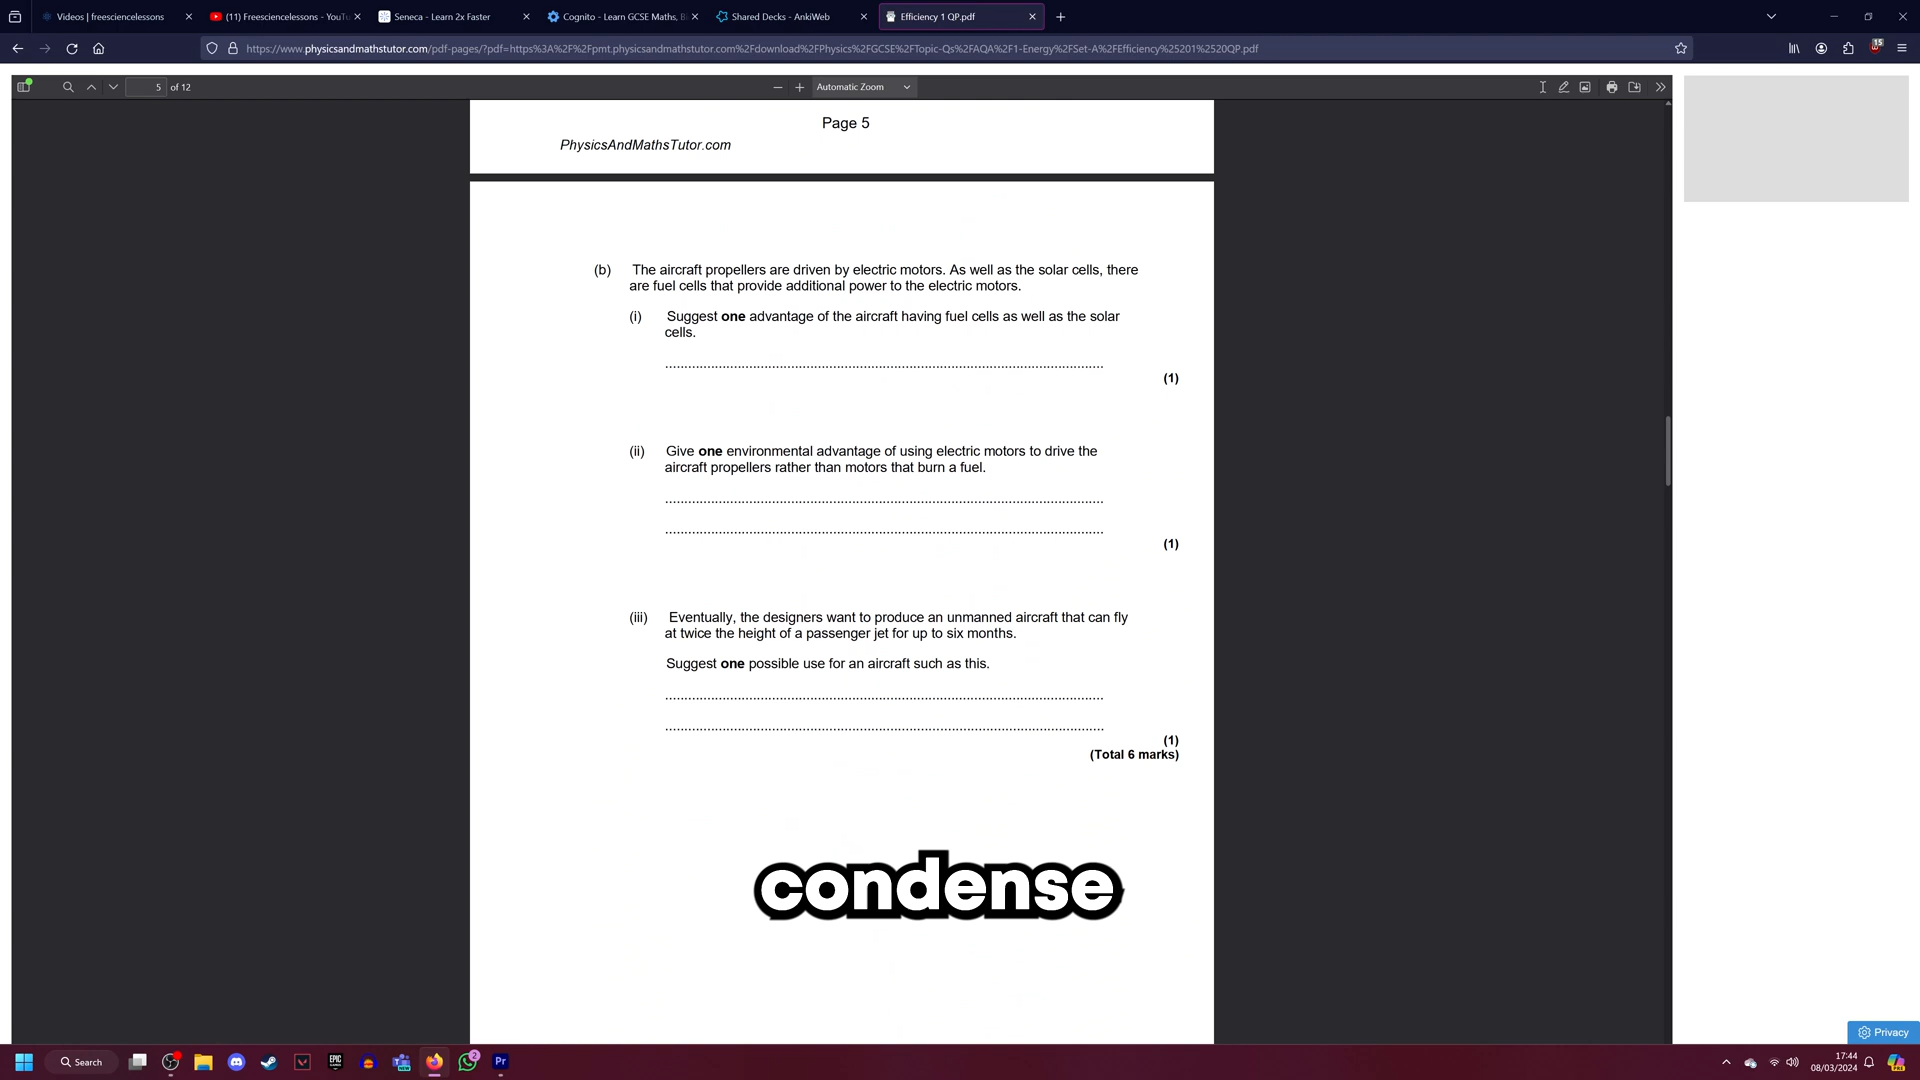 Videos | freesciencelessons
(11) Freesciencelessons - YouTu
Seneca - Learn 2x Faster
Cognito - Learn GCSE Maths, Bi
Shared Decks - AnkiWeb
Efficiency 1 QP.pdf
https://www.physicsandmathstutor.com/pdf-pages/?pdf=https%3A%2F%2Fpmt.physicsandmathstutor.com%2Fdownload%2FPhysics%2FGCSE%2FTopic-Qs%2FAQA%2F1-Energy%2FSet-A%2FEfficiency%25201%2520QP.pdf
15
5 of 12
Automatic Zoom
Page 5
PhysicsAndMathsTutor.com
(b) The aircraft propellers are driven by electric motors. As well as the solar cells, there
are fuel cells that provide additional power to the electric motors.
(i) Suggest one advantage of the aircraft having fuel cells as well as the solar
cells.
(1)
(ii) Give one environmental advantage of using electric motors to drive the
aircraft propellers rather than motors that burn a fuel.
(1)
(iii) Eventually, the designers want to produce an unmanned aircraft that can fly
at twice the height of a passenger jet for up to six months.
Suggest one possible use for an aircraft such as this.
(1)
(Total 6 marks)
condense
Privacy
Search
EPIC
NEW
2
Pr
17:44
08/03/2024
PRE